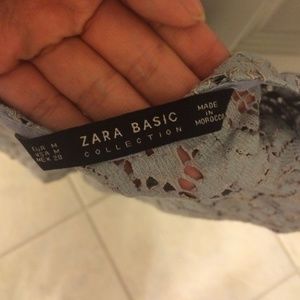 EUR M
USA M
MEX 28
ZARA BASIC
COLLECTION
MADE IN
MOROCCO